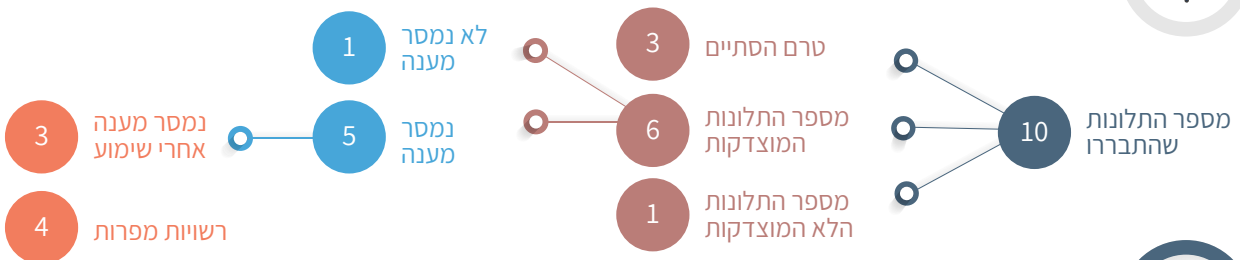 מספר התלונות
שהתבררו
10
טרם הסתיים
3
מספר התלונות
המוצדקות
6
מספר התלונות
הלא המוצדקות
1
לא נמסר
מענה
1
נמסר
מענה
5
נמסר מענה
אחרי שימוע
3
רשויות מפרות
4